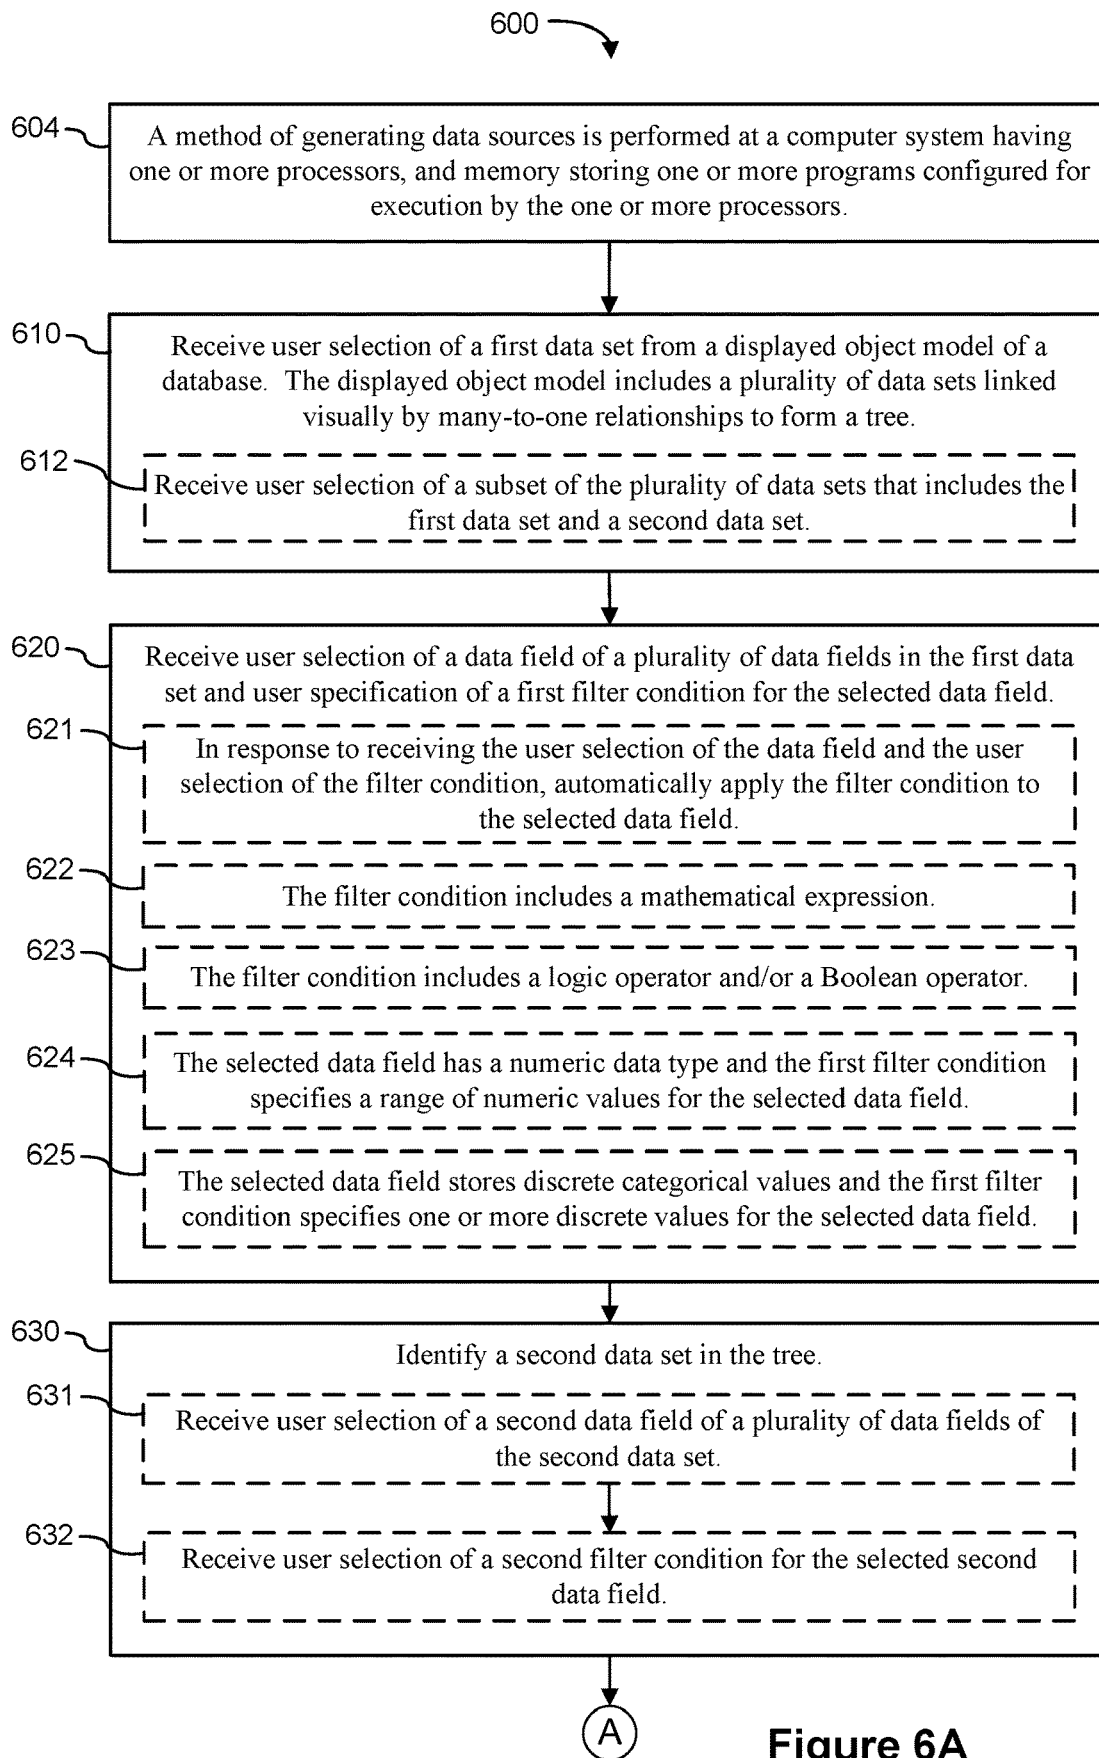 600
604
A method of generating data sources is performed at a computer system having
one or more processors, and memory storing one or more programs configured for
execution by the one or more processors.
610
Receive user selection of a first data set from a displayed object model of a
database. The displayed object model includes a plurality of data sets linked
visually by many-to-one relationships to form a tree.
612
Receive user selection of a subset of the plurality of data sets that includes the
first data set and a second data set.
620
Receive user selection of a data field of a plurality of data fields in the first data
set and user specification of a first filter condition for the selected data field.
621
In response to receiving the user selection of the data field and the user
selection of the filter condition, automatically apply the filter condition to
the selected data field.
622
The filter condition includes a mathematical expression.
623
The filter condition includes a logic operator and/or a Boolean operator.
624
The selected data field has a numeric data type and the first filter condition
specifies a range of numeric values for the selected data field.
625
The selected data field stores discrete categorical values and the first filter
condition specifies one or more discrete values for the selected data field.
630
Identify a second data set in the tree.
631
Receive user selection of a second data field of a plurality of data fields of
the second data set.
632
Receive user selection of a second filter condition for the selected second
data field.
A
Figure 6A